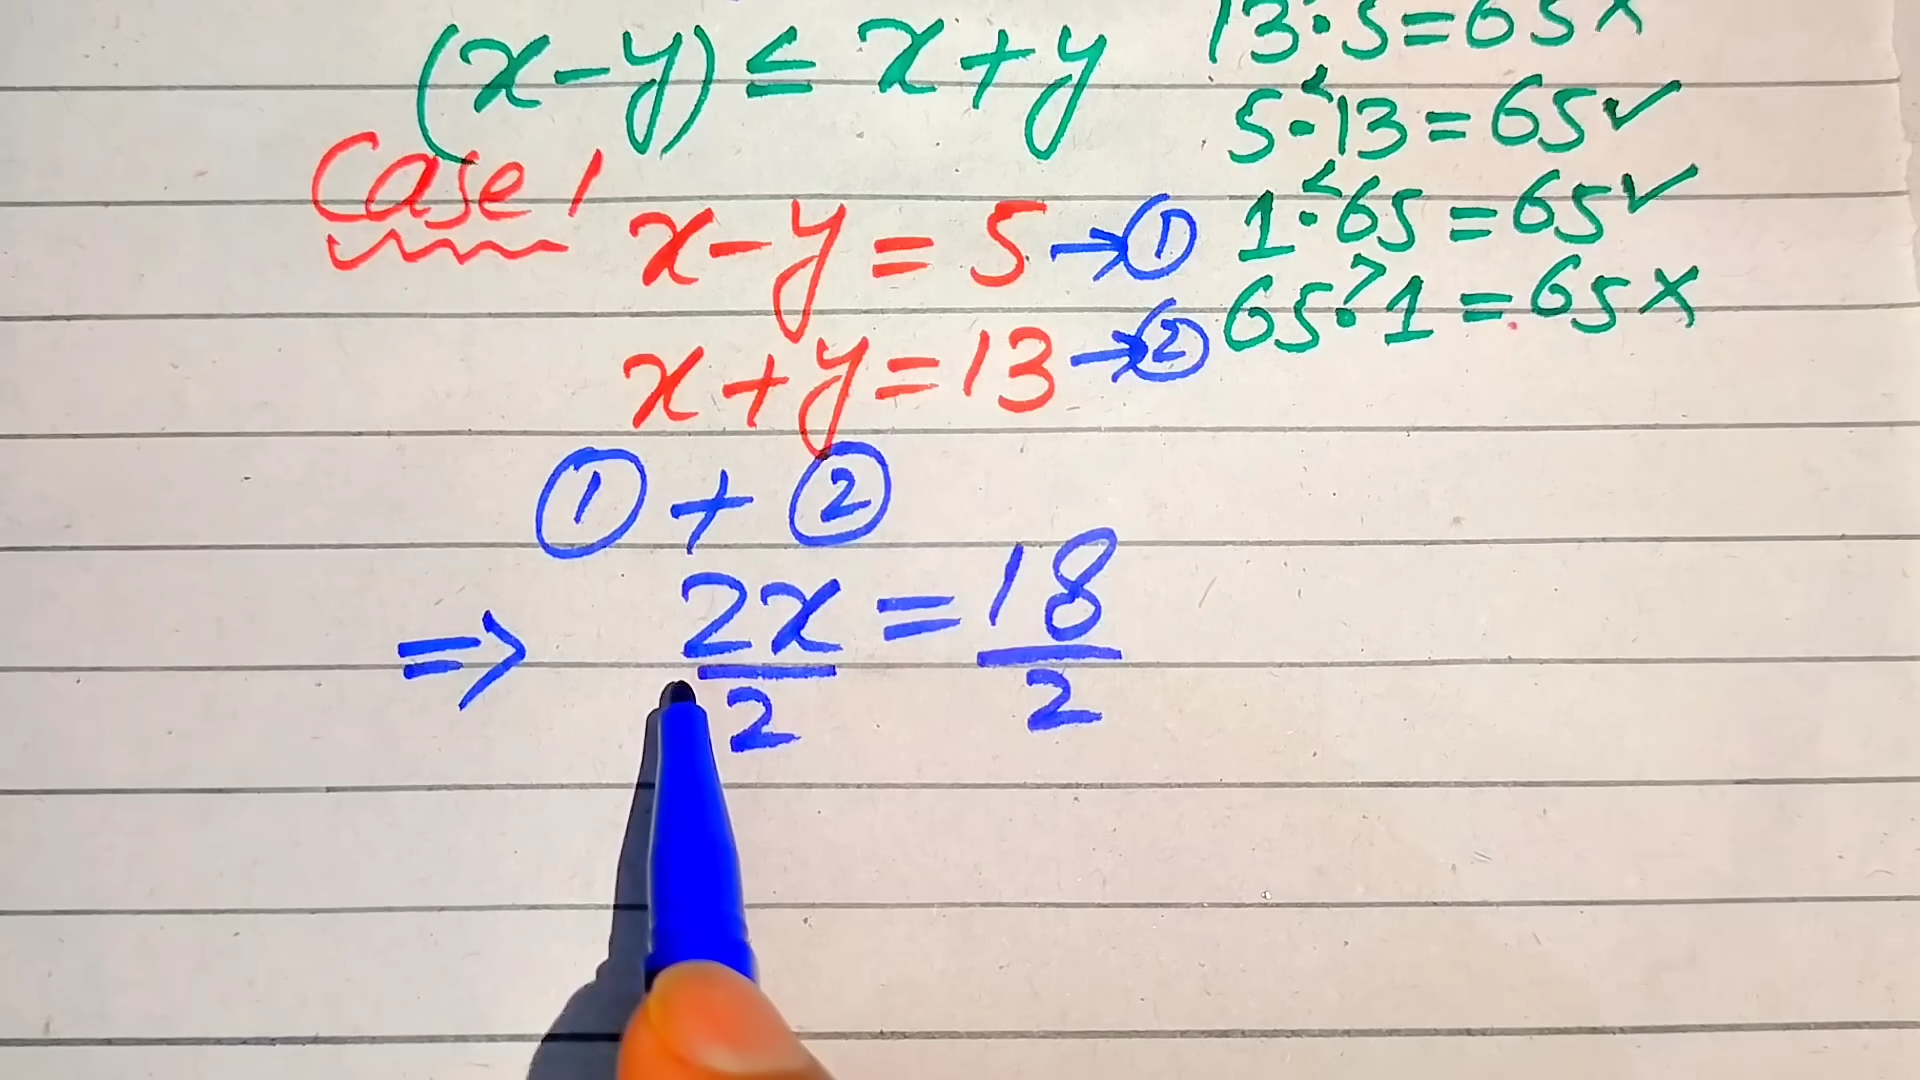 (x-y) ≤ x+y
13·5=65×
5·<13=65✓
1·<65=65✓
65·>1=65×
Case 1
x-y=5→①
x+y=13→②
①+②
⇒ 2x/2=18/2